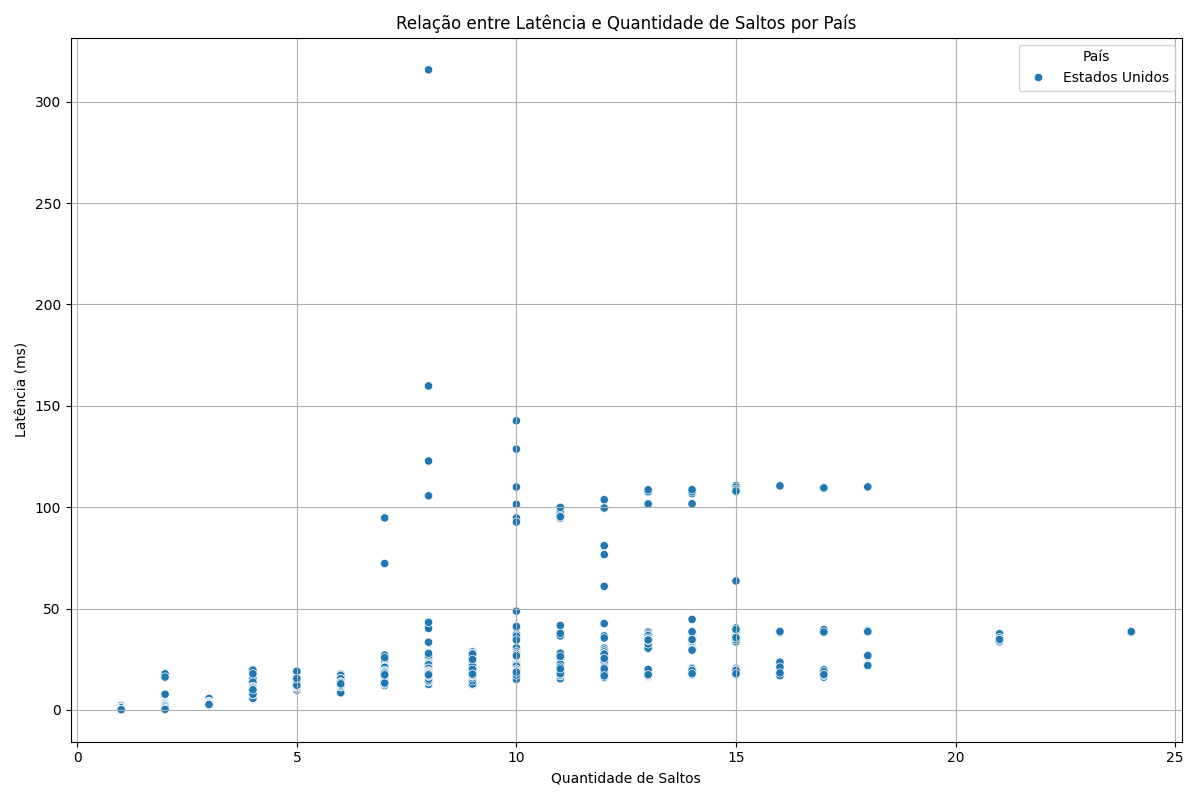 Relação entre Latência e Quantidade de Saltos por País
País
Estados Unidos
Latência (ms)
300
250
200
150
100
50
0
0 5 10 15 20 25
Quantidade de Saltos